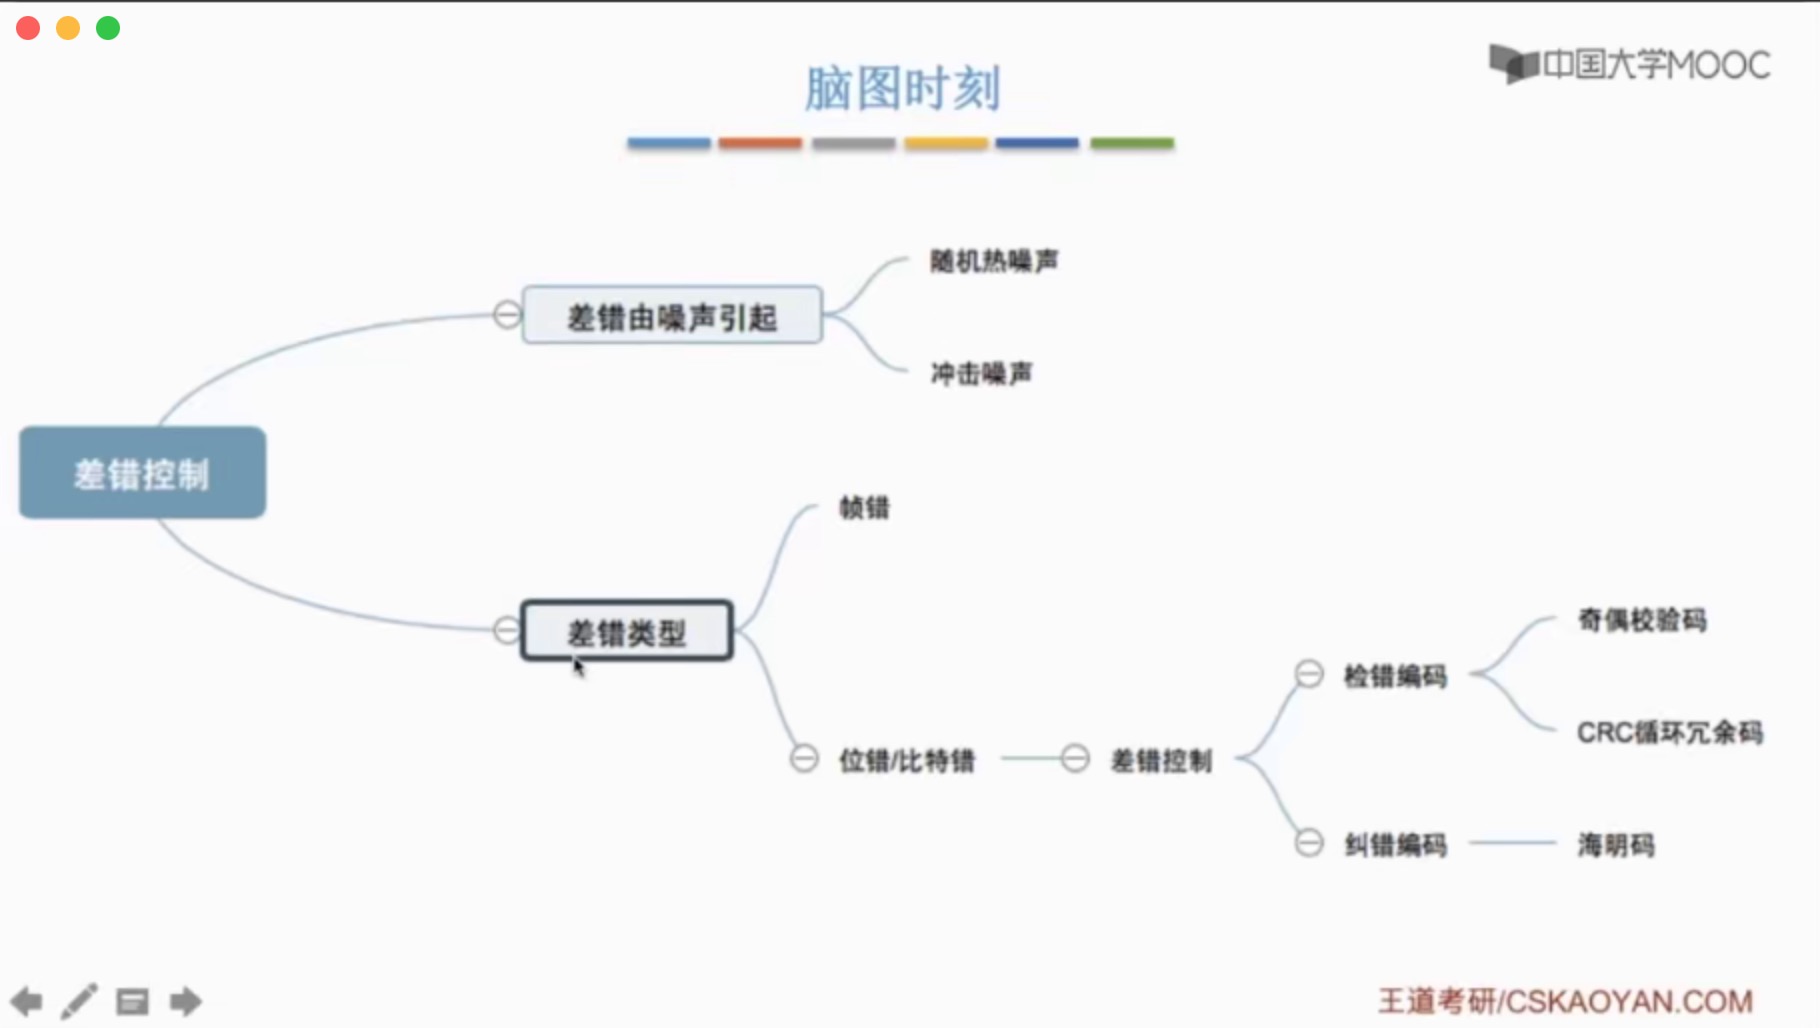 中国大学MOOC
脑图时刻
差错控制
差错由噪声引起
随机热噪声
冲击噪声
差错类型
帧错
位错/比特错
差错控制
检错编码
奇偶校验码
CRC循环冗余码
纠错编码
海明码
王道考研/CSKAOYAN.COM